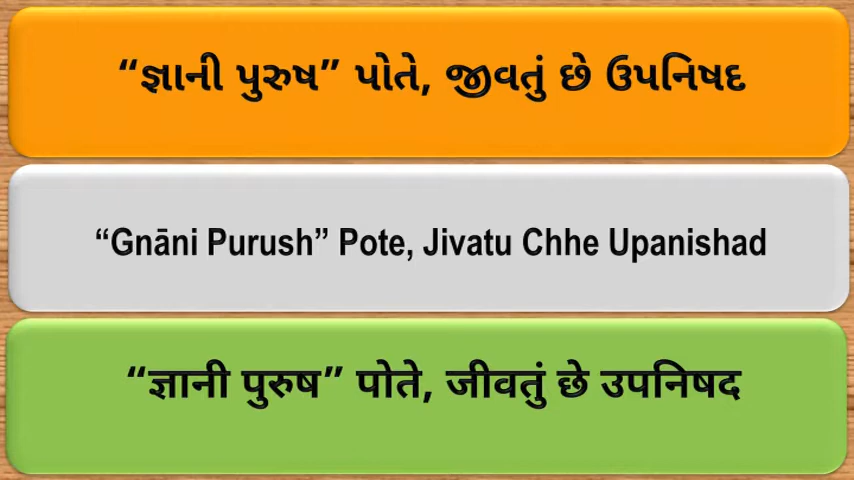 “જ્ઞાની પુરુષ” પોતે, જીવતું છે ઉપનિષદ
“Gnāni Purush” Pote, Jivatu Chhe Upanishad
“ज्ञानी पुरुष” पोते, जीवतुं छे उपनिषद